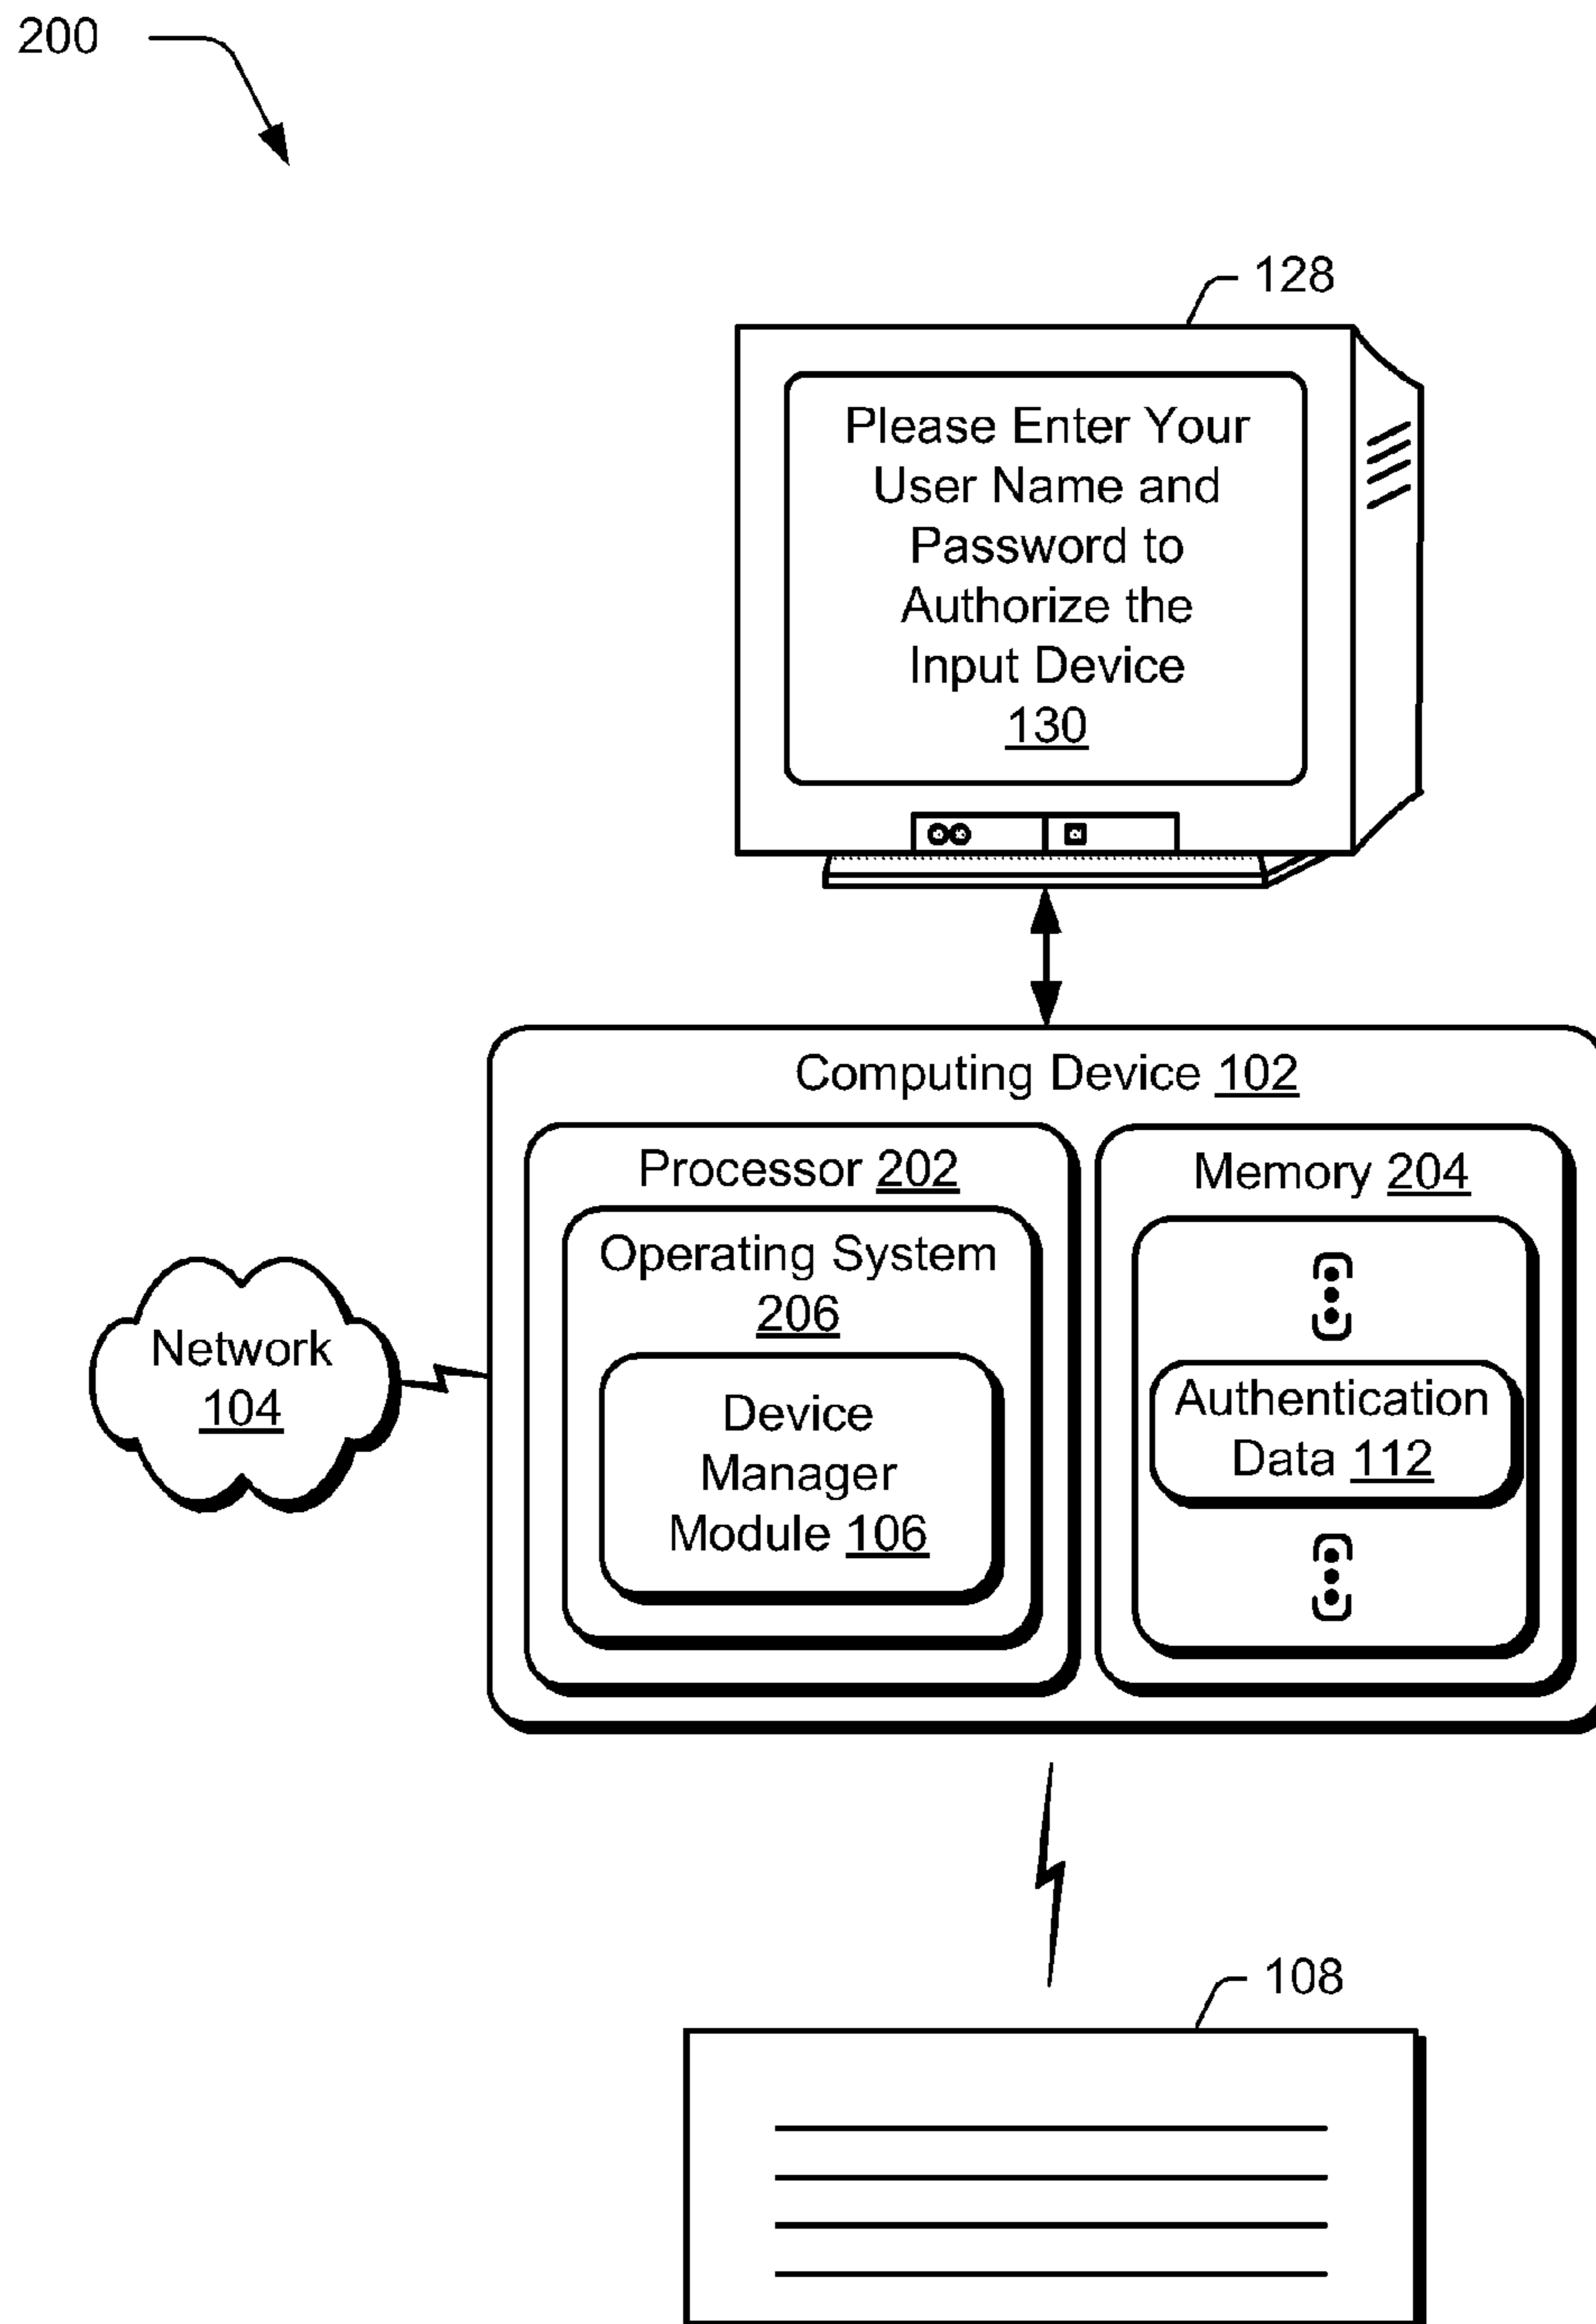 200
128
Please Enter Your
User Name and
Password to
Authorize the
Input Device
130
Computing Device 102
Processor 202
Operating System
206
Device
Manager
Module 106
Memory 204
Authentication
Data 112
Network
104
108